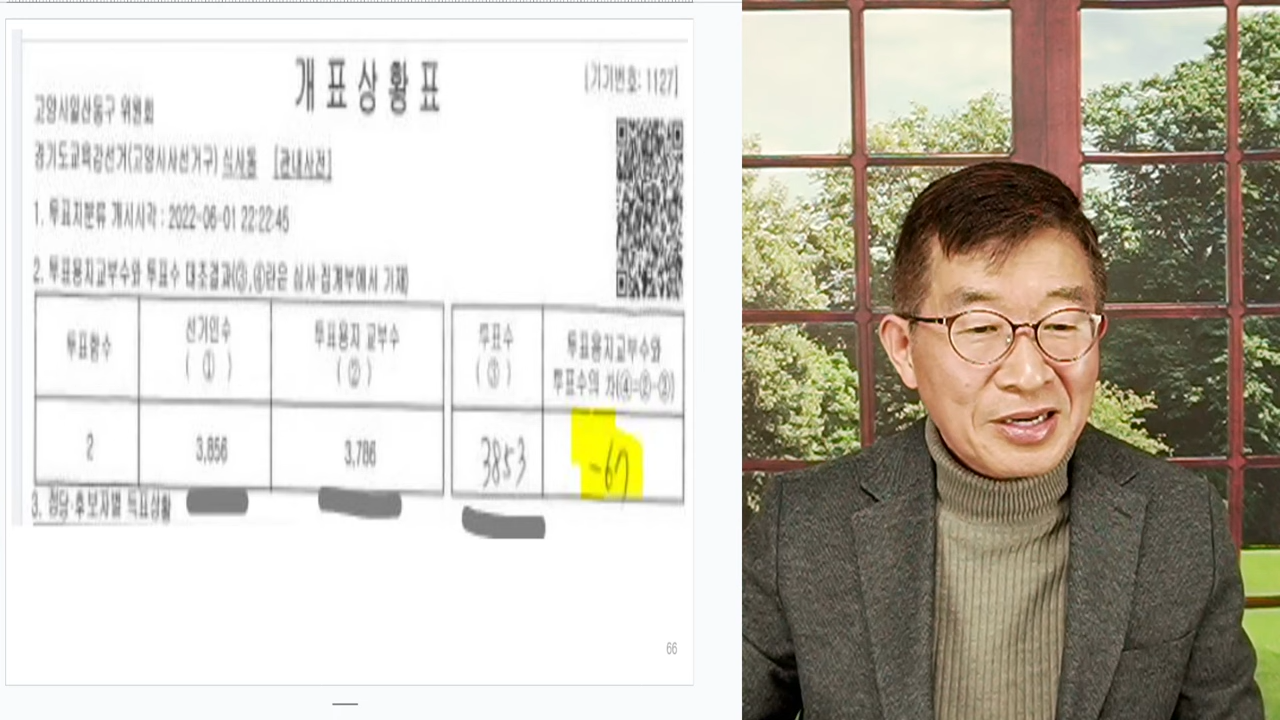 개표상황표
[기기번호: 1127]
고양시일산동구 위원회
경기도교육감선거(고양시사선거구) 식사동 [관내사전]
1. 투표지분류 개시시각 : 2022-06-01 22:22:45
2. 투표용지교부수와 투표수 대조결과(③,④란은 심사·집계부에서 기재)
투표함수
선거인수
( ① )
투표용지 교부수
( ② )
투표수
( ③ )
투표용지교부수와
투표수의 차(④=②-③)
2
3,856
3,786
3853
-67
3. 정당·후보자별 득표상황
66